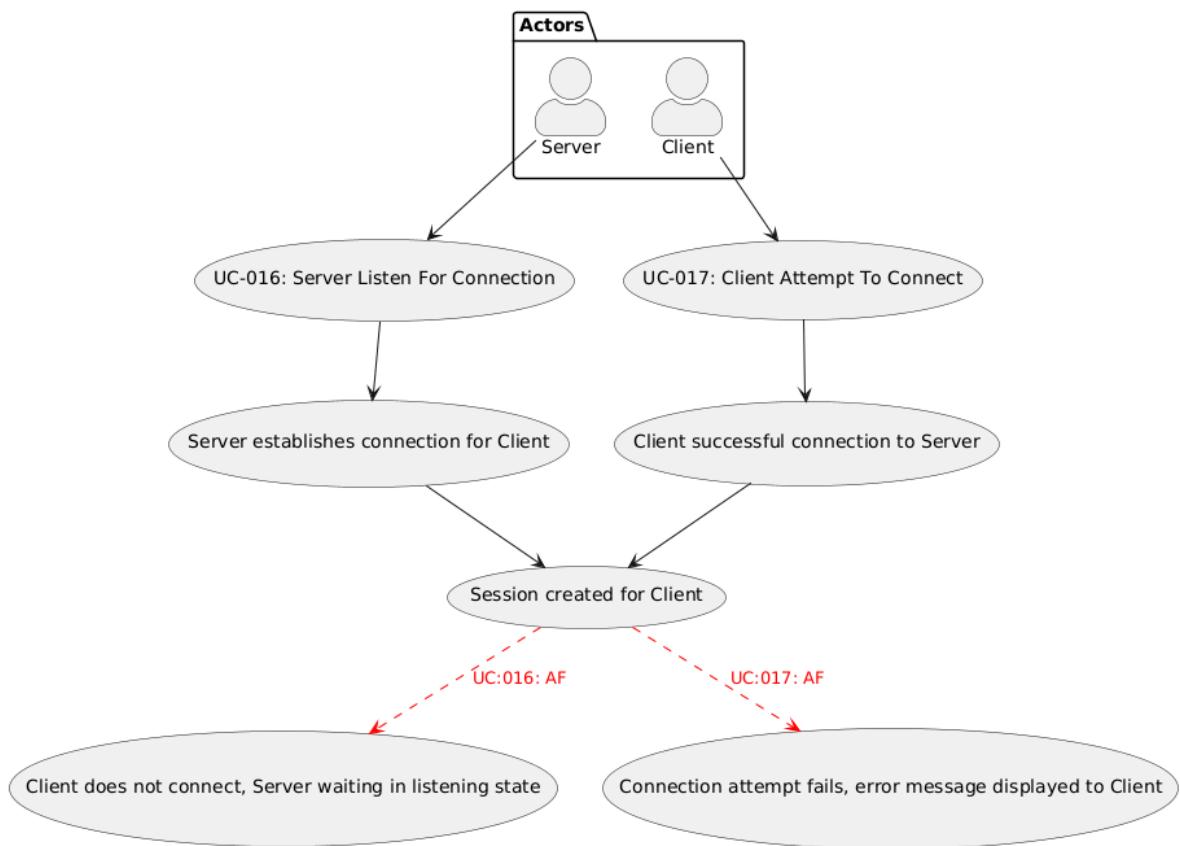 Actors
Server
Client
UC-016: Server Listen For Connection
UC-017: Client Attempt To Connect
Server establishes connection for Client
Client successful connection to Server
Session created for Client
UC:016: AF
UC:017: AF
Client does not connect, Server waiting in listening state
Connection attempt fails, error message displayed to Client